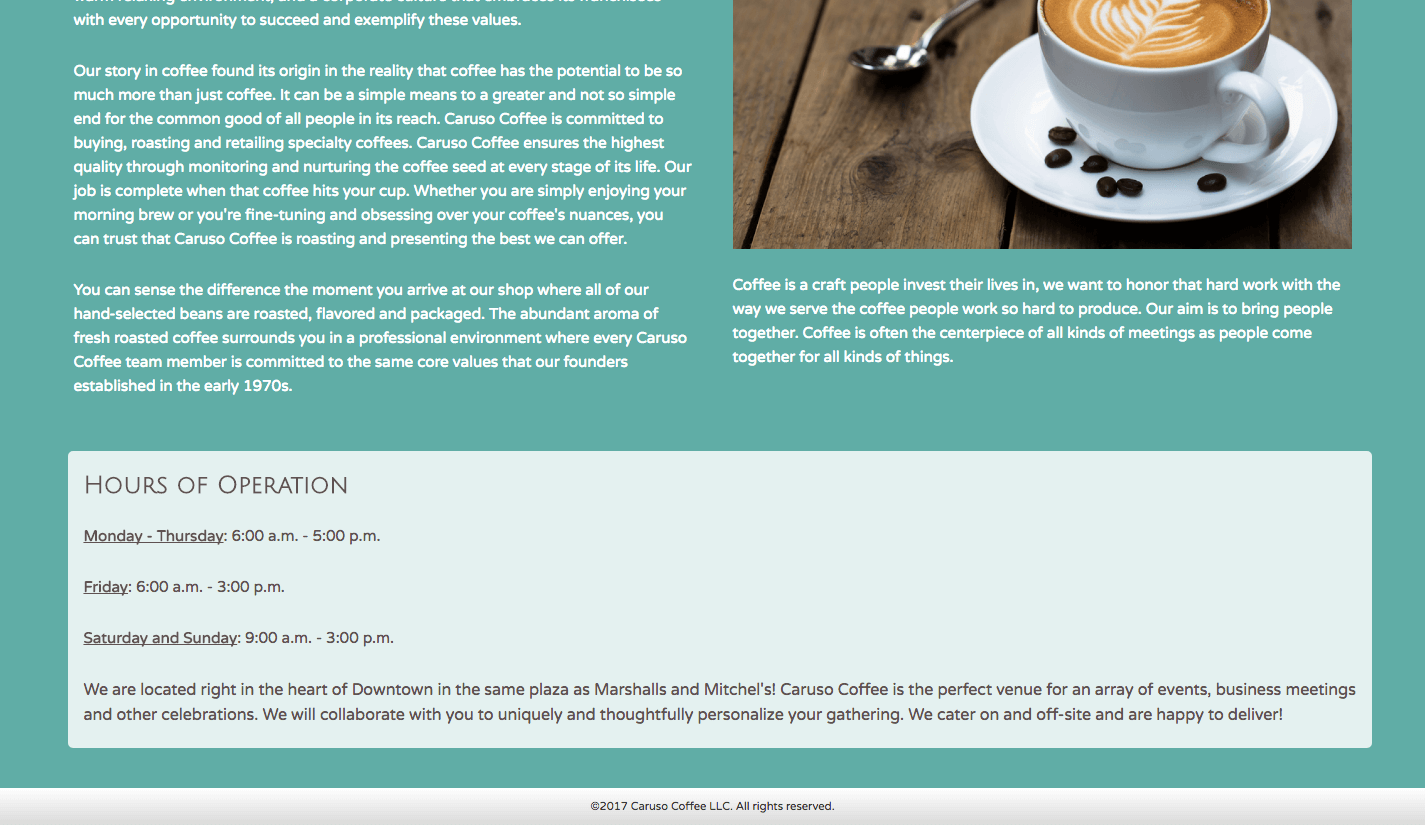 with every opportunity to succeed and exemplify these values.
Our story in coffee found its origin in the reality that coffee has the potential to be so
much more than just coffee. It can be a simple means to a greater and not so simple
end for the common good of all people in its reach. Caruso Coffee is committed to
buying, roasting and retailing specialty coffees. Caruso Coffee ensures the highest
quality through monitoring and nurturing the coffee seed at every stage of its life. Our
job is complete when that coffee hits your cup. Whether you are simply enjoying your
morning brew or you're fine-tuning and obsessing over your coffee's nuances, you
can trust that Caruso Coffee is roasting and presenting the best we can offer.
You can sense the difference the moment you arrive at our shop where all of our
hand-selected beans are roasted, flavored and packaged. The abundant aroma of
fresh roasted coffee surrounds you in a professional environment where every Caruso
Coffee team member is committed to the same core values that our founders
established in the early 1970s.
Coffee is a craft people invest their lives in, we want to honor that hard work with the
way we serve the coffee people work so hard to produce. Our aim is to bring people
together. Coffee is often the centerpiece of all kinds of meetings as people come
together for all kinds of things.
Hours of Operation
Monday - Thursday: 6:00 a.m. - 5:00 p.m.
Friday: 6:00 a.m. - 3:00 p.m.
Saturday and Sunday: 9:00 a.m. - 3:00 p.m.
We are located right in the heart of Downtown in the same plaza as Marshalls and Mitchel's! Caruso Coffee is the perfect venue for an array of events, business meetings
and other celebrations. We will collaborate with you to uniquely and thoughtfully personalize your gathering. We cater on and off-site and are happy to deliver!
©2017 Caruso Coffee LLC. All rights reserved.